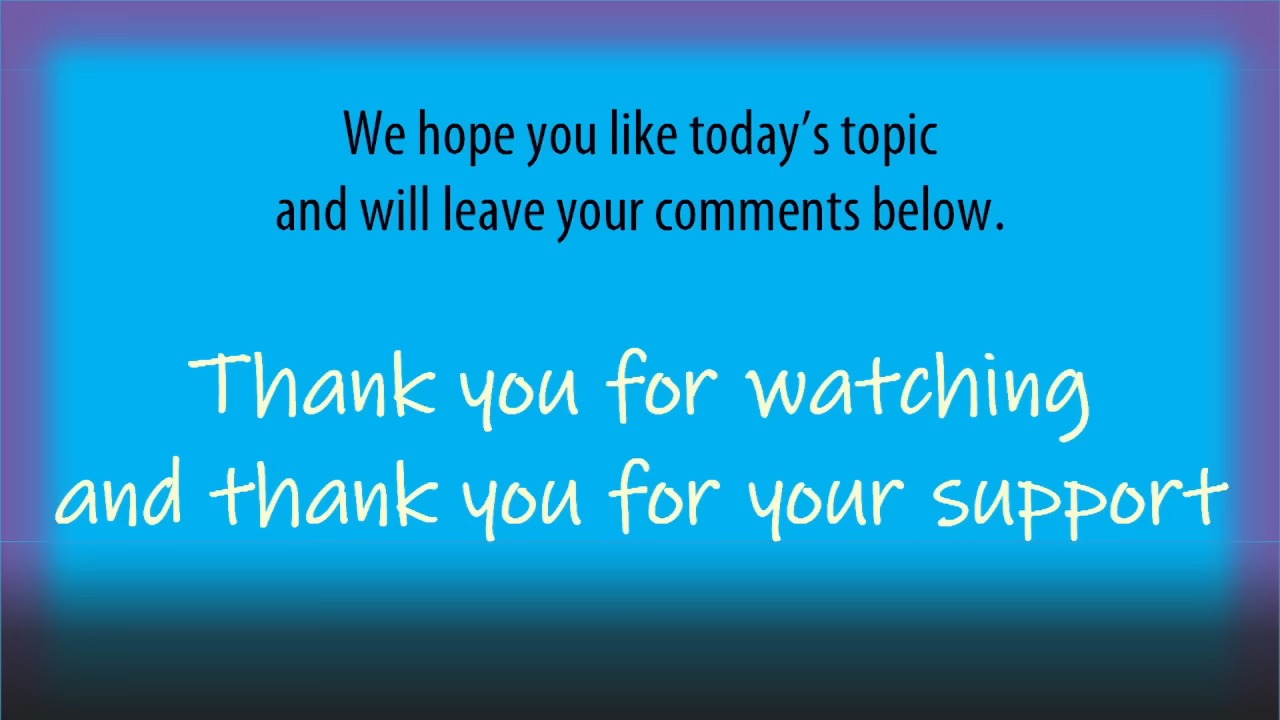 We hope you like today’s topic
and will leave your comments below.
Thank you for watching
and thank you for your support